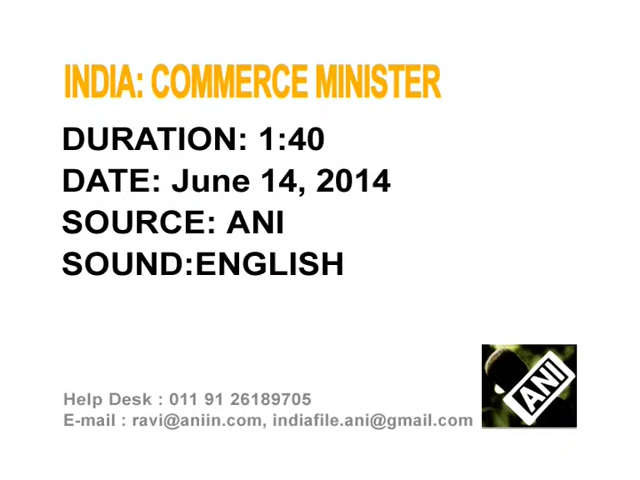 INDIA: COMMERCE MINISTER
DURATION: 1:40
DATE: June 14, 2014
SOURCE: ANI
SOUND:ENGLISH
Help Desk : 011 91 26189705
E-mail : ravi@aniin.com, indiafile.ani@gmail.com
ANI